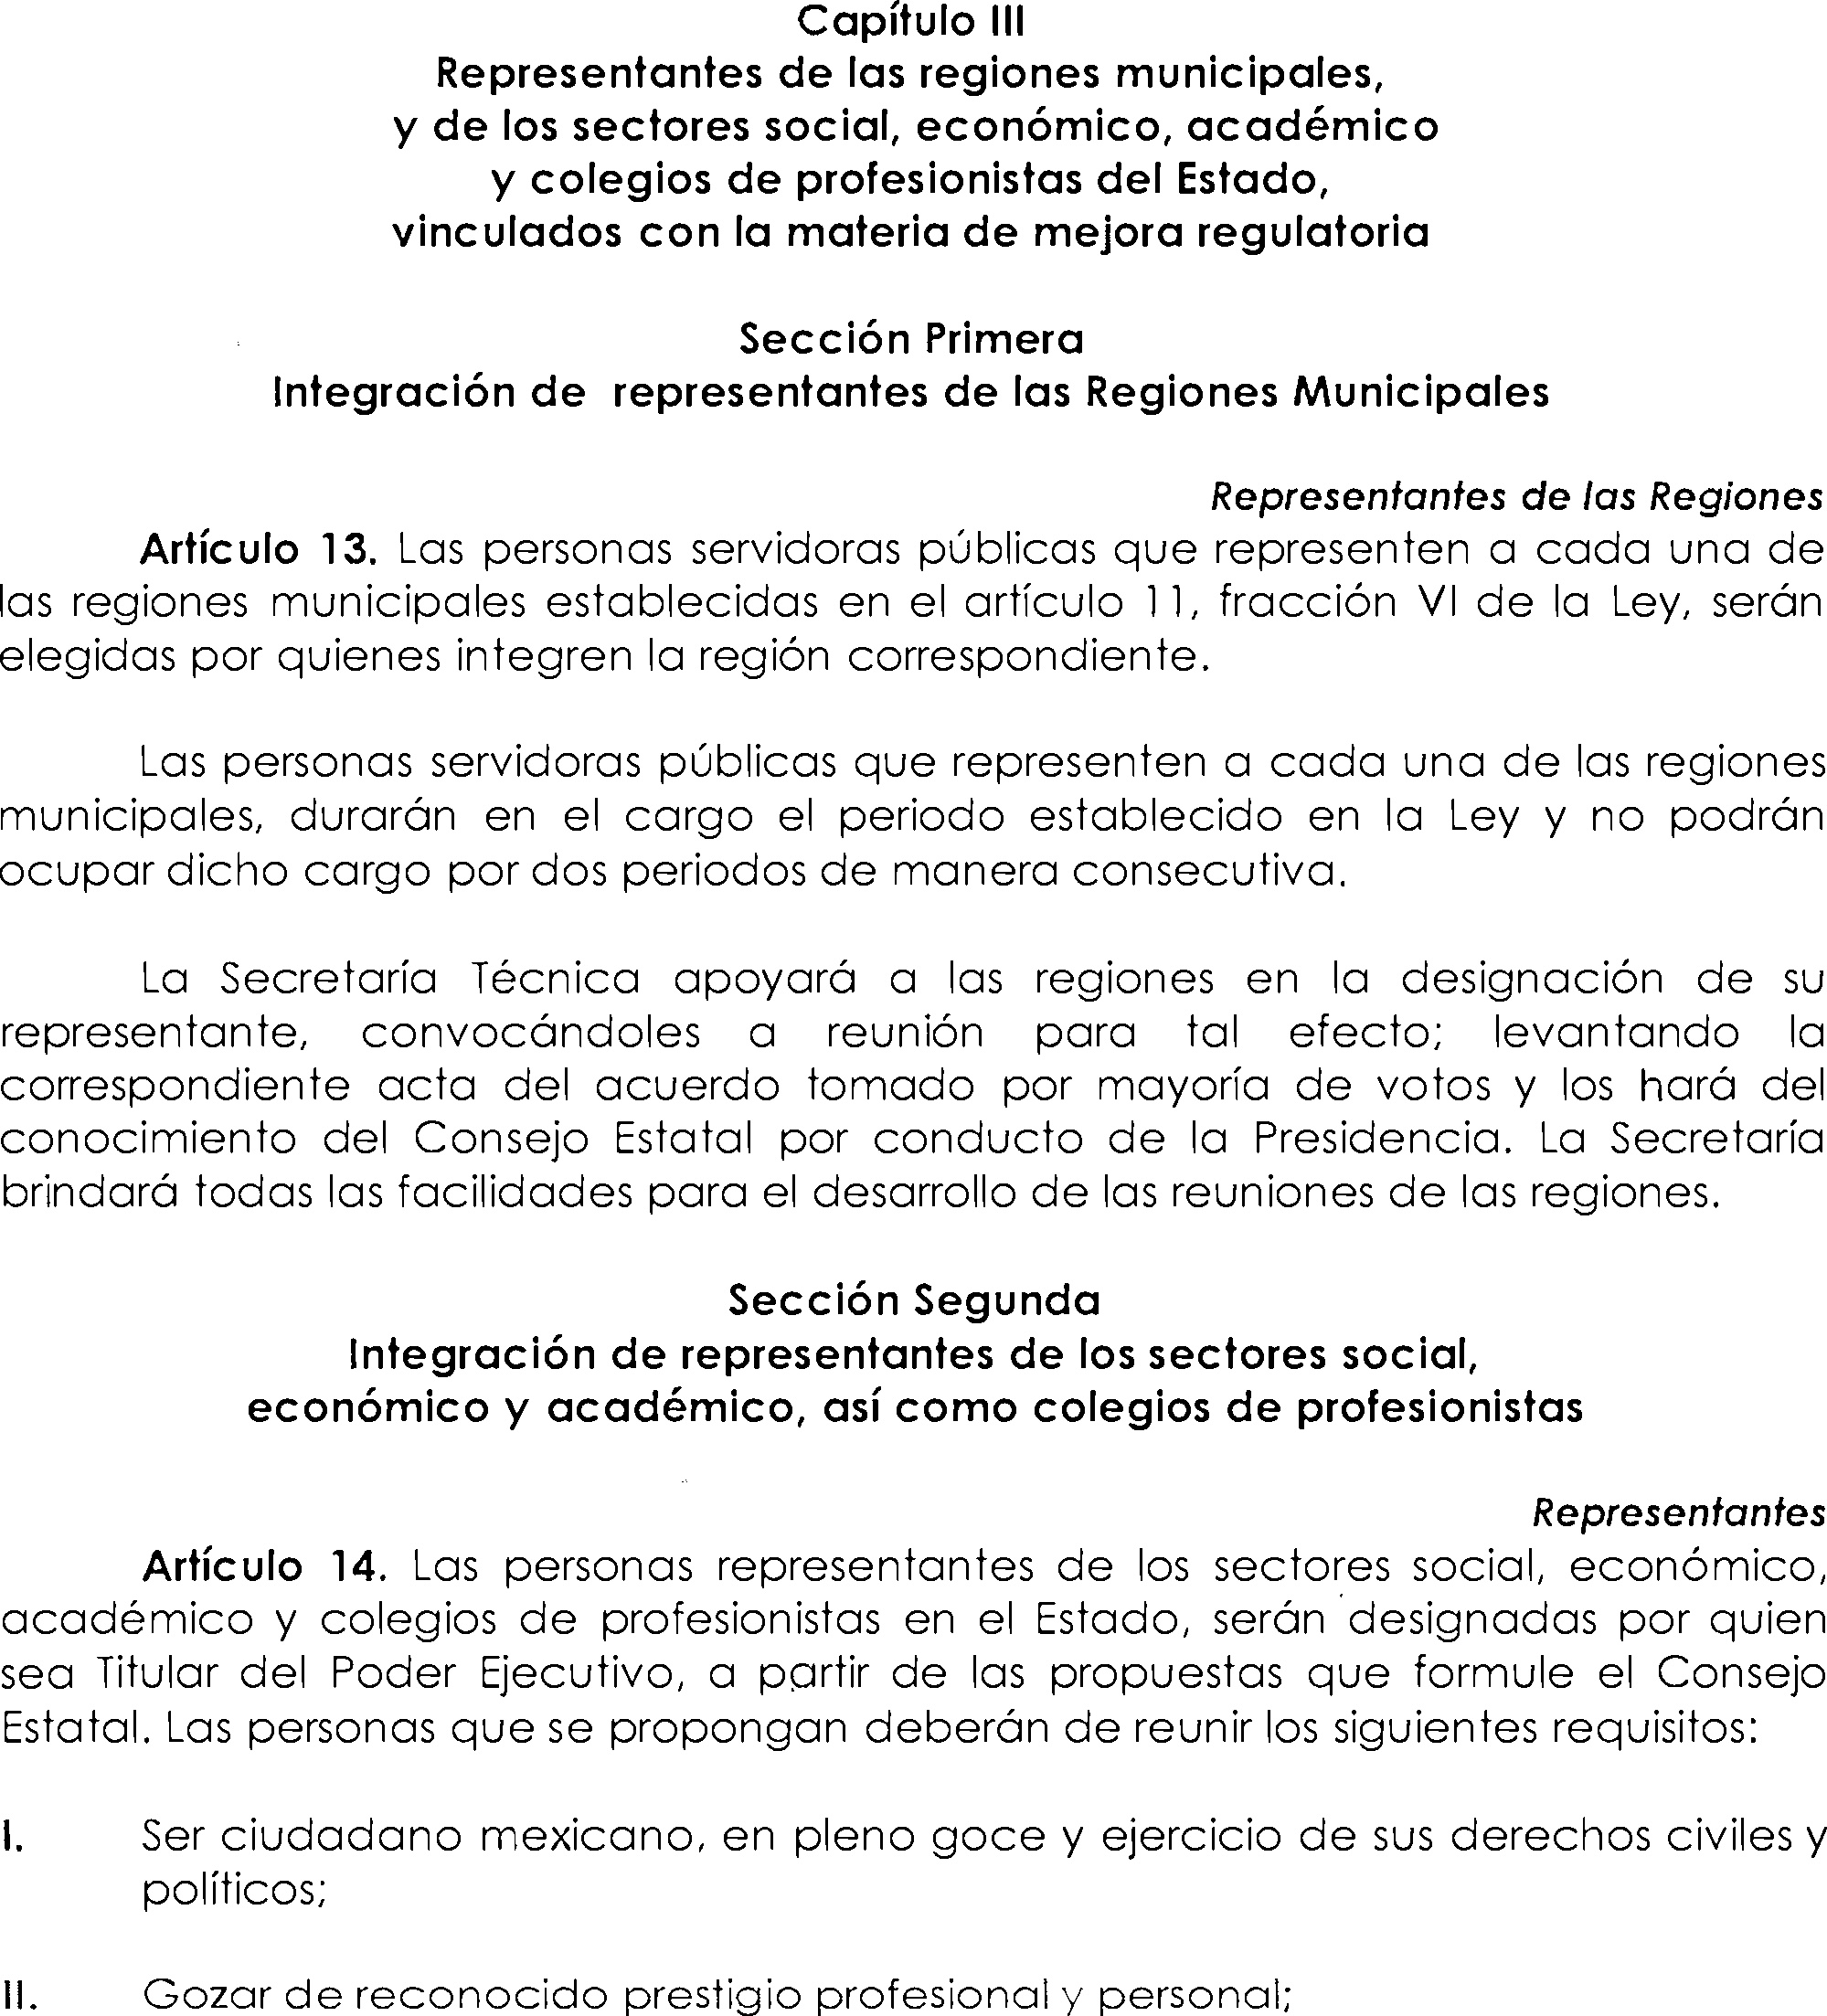 Capítulo III
Representantes de las regiones municipales,
y de los sectores social, económico, académico
y colegios de profesionistas del Estado,
vinculados con la materia de mejora regulatoria
Sección Primera
Integración de representantes de las Regiones Municipales
Representantes de las Regiones
Artículo 13. Las personas servidoras públicas que representen a cada una de
las regiones municipales establecidas en el artículo 11, fracción VI de la Ley, serán
elegidas por quienes integren la región correspondiente.
Las personas servidoras públicas que representen a cada una de las regiones
municipales, durarán en el cargo el periodo establecido en la Ley y no podrán
ocupar dicho cargo por dos periodos de manera consecutiva.
La Secretaría Técnica apoyará a las regiones en la designación de su
representante, convocándoles a reunión para tal efecto; levantando la
correspondiente acta del acuerdo tomado por mayoría de votos y los hará del
conocimiento del Consejo Estatal por conducto de la Presidencia. La Secretaría
brindará todas las facilidades para el desarrollo de las reuniones de las regiones.
Sección Segunda
Integración de representantes de los sectores social,
económico y académico, así como colegios de profesionistas
Representantes
Artículo 14. Las personas representantes de los sectores social, económico,
académico y colegios de profesionistas en el Estado, serán designadas por quien
sea Titular del Poder Ejecutivo, a partir de las propuestas que formule el Consejo
Estatal. Las personas que se propongan deberán de reunir los siguientes requisitos:
I. Ser ciudadano mexicano, en pleno goce y ejercicio de sus derechos civiles y
políticos;
II. Gozar de reconocido prestigio profesional y personal;